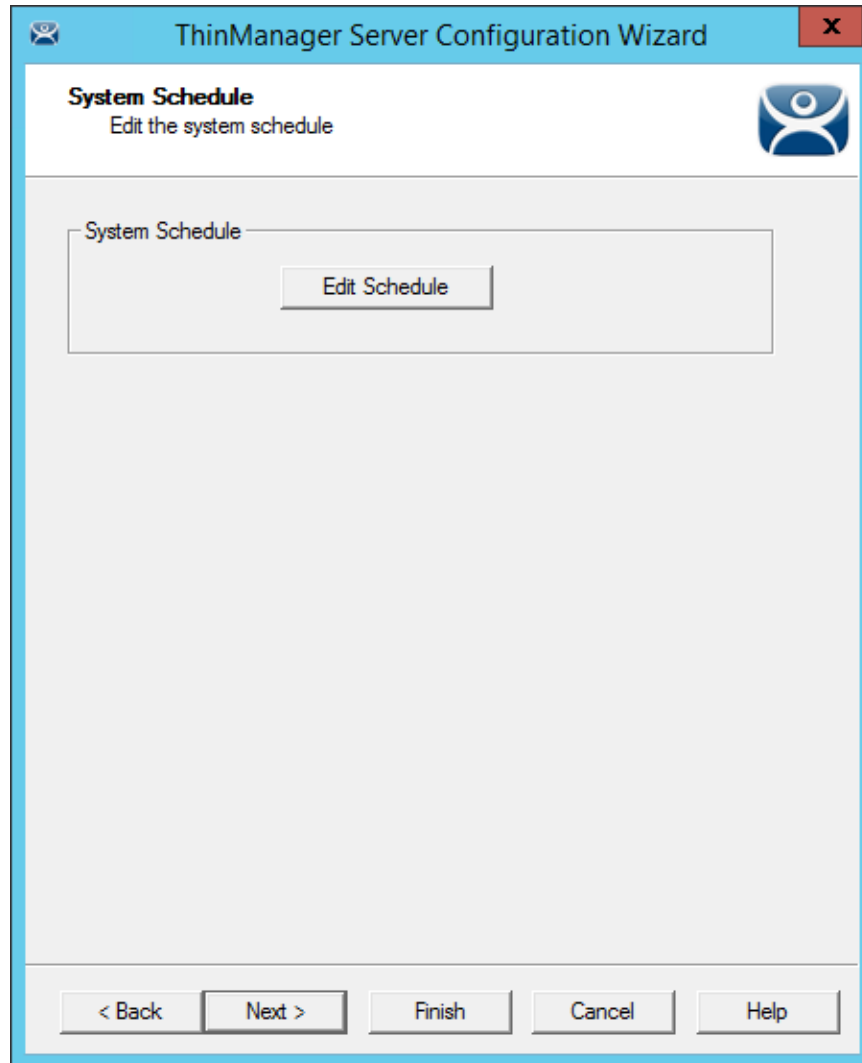 ThinManager Server Configuration Wizard
x
System Schedule
Edit the system schedule
System Schedule
Edit Schedule
< Back Next > Finish Cancel Help